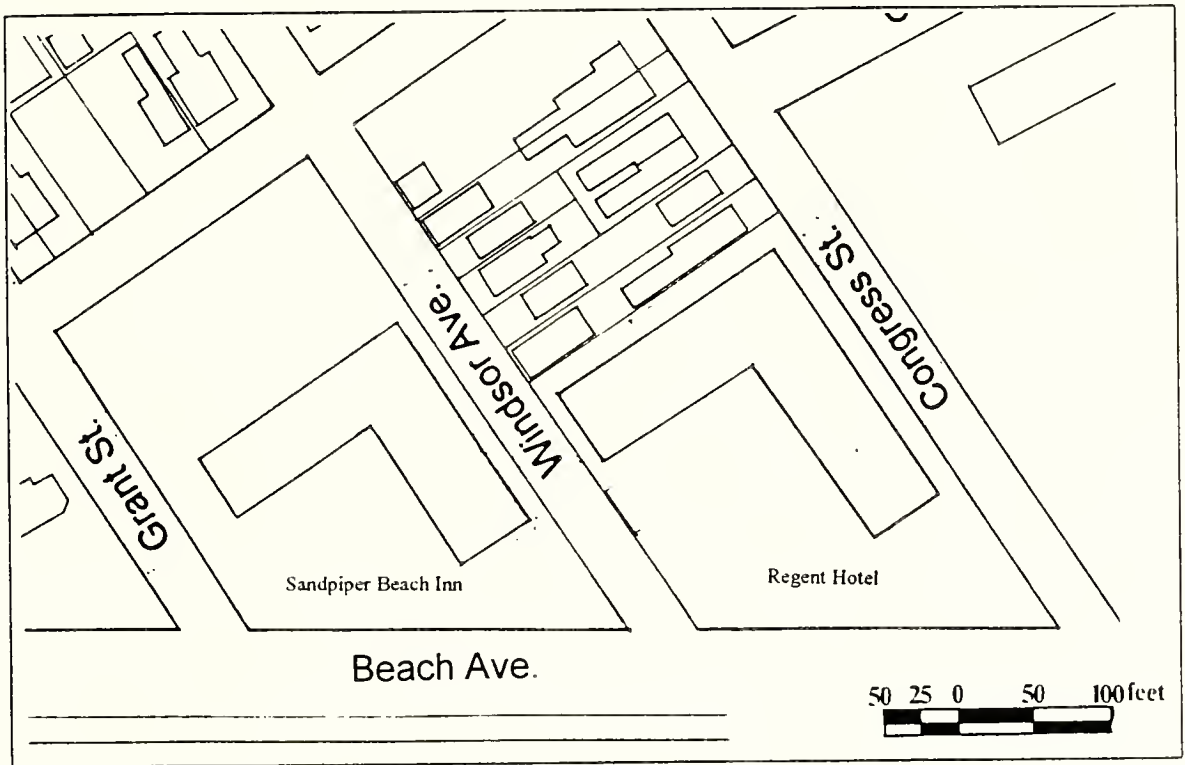 Congress St.
Windsor Ave.
Grant St.
Sandpiper Beach Inn
Regent Hotel
Beach Ave.
50 25 0 50 100 feet